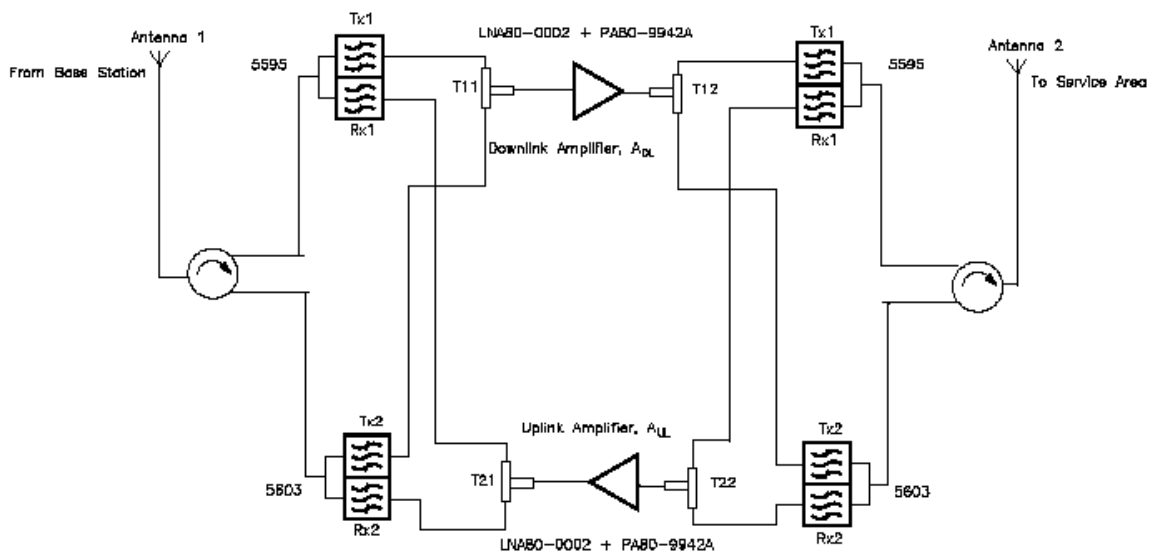 LNA80-0002 + PA80-9942A
Tx1
Tx1
Antenna 1
Antenna 2
5595
5595
From Base Station
To Service Area
T11
T12
Rx1
Rx1
Downlink Amplifier, ADL
Tx2
Uplink Amplifier, AUL
Tx2
T21
T22
5603
5603
Rx2
Rx2
LNA80-0002 + PA80-9942A